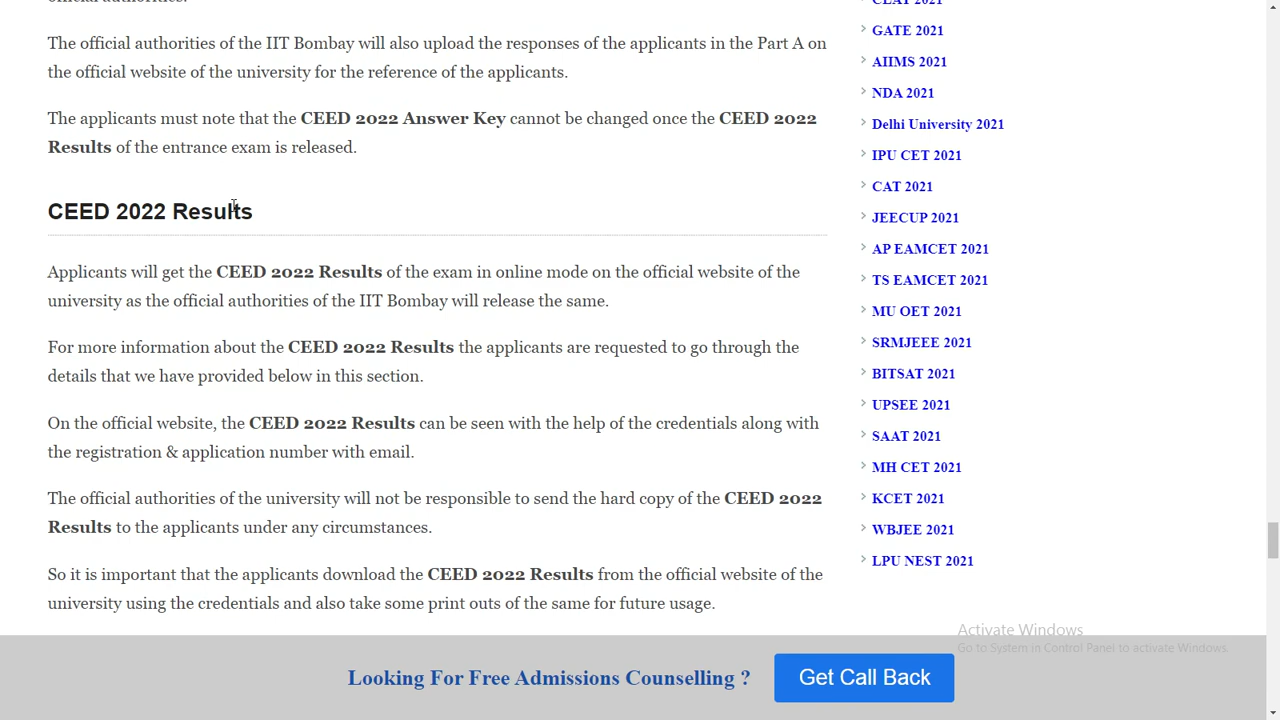 official authorities.
The official authorities of the IIT Bombay will also upload the responses of the applicants in the Part A on
the official website of the university for the reference of the applicants.
The applicants must note that the CEED 2022 Answer Key cannot be changed once the CEED 2022
Results of the entrance exam is released.
CEED 2022 Results
Applicants will get the CEED 2022 Results of the exam in online mode on the official website of the
university as the official authorities of the IIT Bombay will release the same.
For more information about the CEED 2022 Results the applicants are requested to go through the
details that we have provided below in this section.
On the official website, the CEED 2022 Results can be seen with the help of the credentials along with
the registration & application number with email.
The official authorities of the university will not be responsible to send the hard copy of the CEED 2022
Results to the applicants under any circumstances.
So it is important that the applicants download the CEED 2022 Results from the official website of the
university using the credentials and also take some print outs of the same for future usage.
CLAT 2021
GATE 2021
AIIMS 2021
NDA 2021
Delhi University 2021
IPU CET 2021
CAT 2021
JEECUP 2021
AP EAMCET 2021
TS EAMCET 2021
MU OET 2021
SRMJEEE 2021
BITSAT 2021
UPSEE 2021
SAAT 2021
MH CET 2021
KCET 2021
WBJEE 2021
LPU NEST 2021
Activate Windows
Go to System in Control Panel to activate Windows.
Looking For Free Admissions Counselling ?
Get Call Back